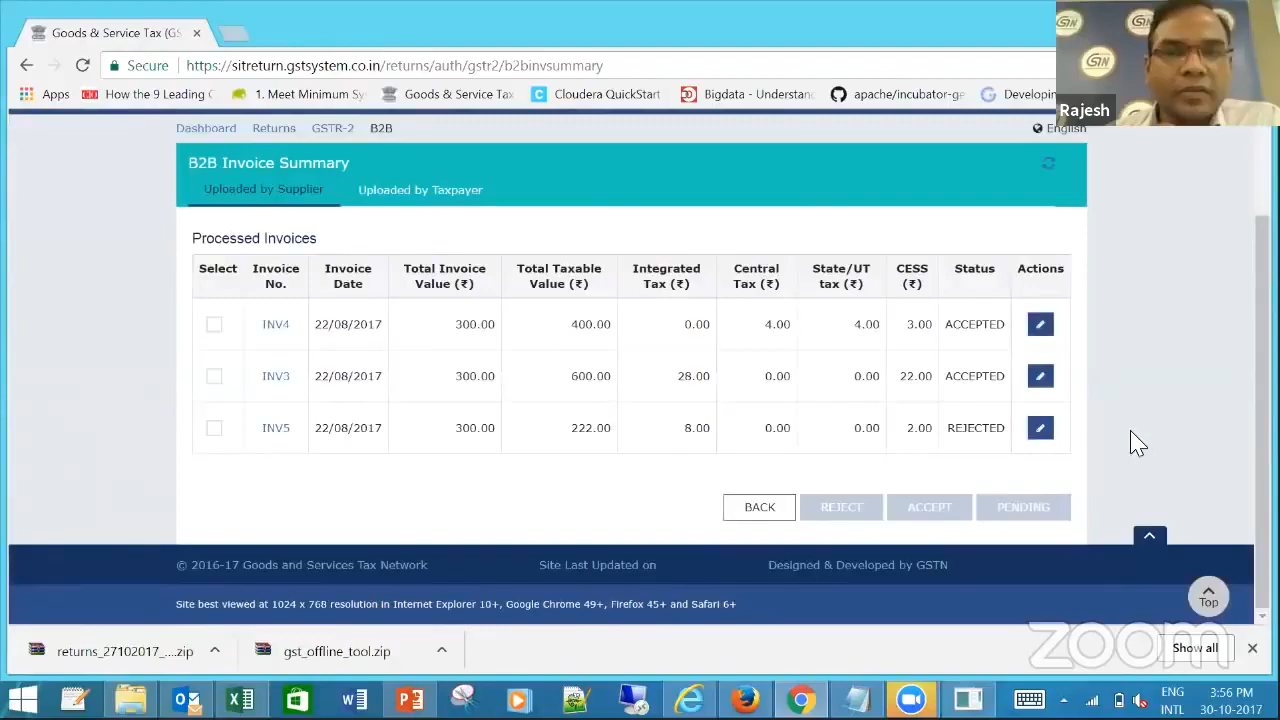 Goods & Service Tax (GS
Secure
https://sitreturn.gstsystem.co.in/returns/auth/gstr2/b2binvsummary
Apps
How the 9 Leading C
1. Meet Minimum Sy
Goods & Service Tax
Cloudera QuickStart
Bigdata - Understan
apache/incubator-ge
Developin
Rajesh
Dashboard Returns GSTR-2 B2B
English
B2B Invoice Summary
Uploaded by Supplier Uploaded by Taxpayer
Processed Invoices
Select Invoice No. Invoice Date Total Invoice Value (₹) Total Taxable Value (₹) Integrated Tax (₹) Central Tax (₹) State/UT tax (₹) CESS (₹) Status Actions
INV4 22/08/2017 300.00 400.00 0.00 4.00 4.00 3.00 ACCEPTED
INV3 22/08/2017 300.00 600.00 28.00 0.00 0.00 22.00 ACCEPTED
INV5 22/08/2017 300.00 222.00 8.00 0.00 0.00 2.00 REJECTED
BACK REJECT ACCEPT PENDING
© 2016-17 Goods and Services Tax Network Site Last Updated on Designed & Developed by GSTN
Site best viewed at 1024 x 768 resolution in Internet Explorer 10+, Google Chrome 49+, Firefox 45+ and Safari 6+
Top
zoom
returns_27102017_....zip gst_offline_tool.zip Show all
ENG 3:56 PM
INTL 30-10-2017